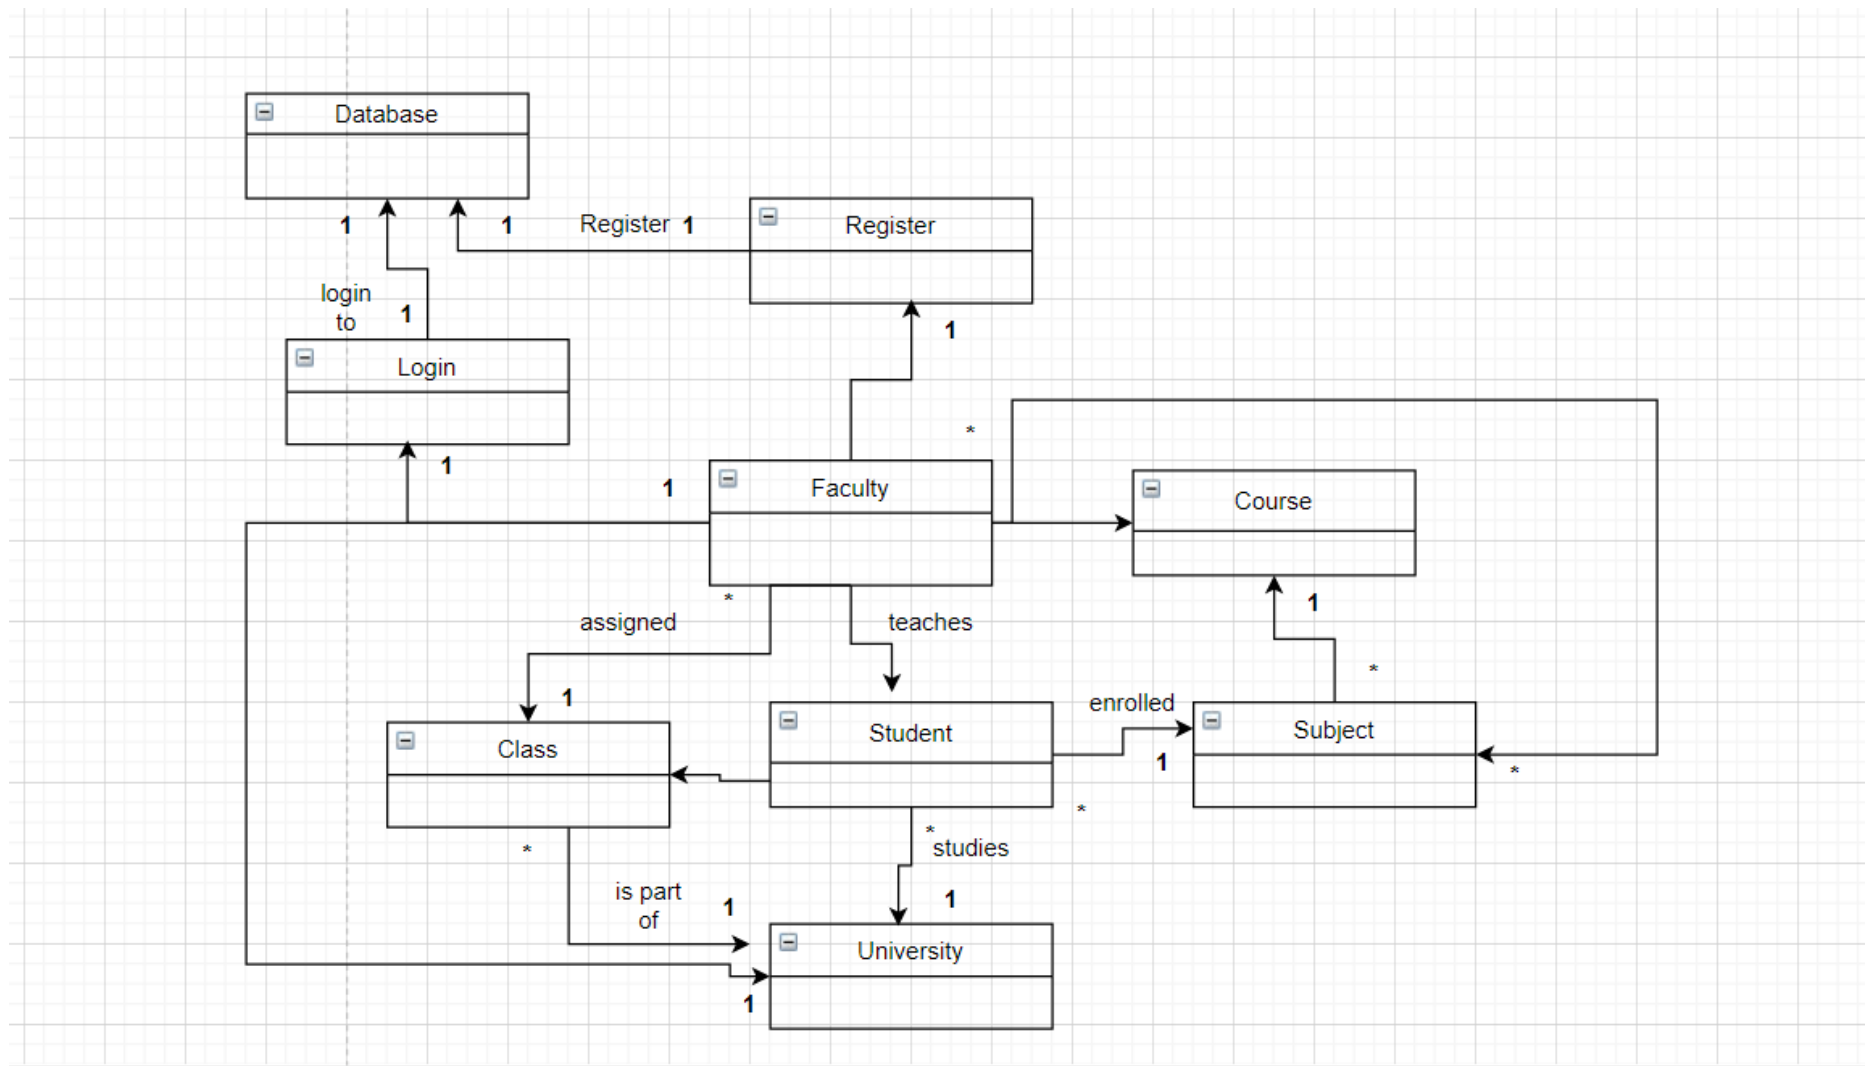 Database
1
1
Register 1
Register
login
to
1
1
Login
*
1
1
Faculty
Course
*
assigned
teaches
1
*
1
enrolled
Class
Student
Subject
1
*
*
*
*
studies
is part
of
1
1
University
1